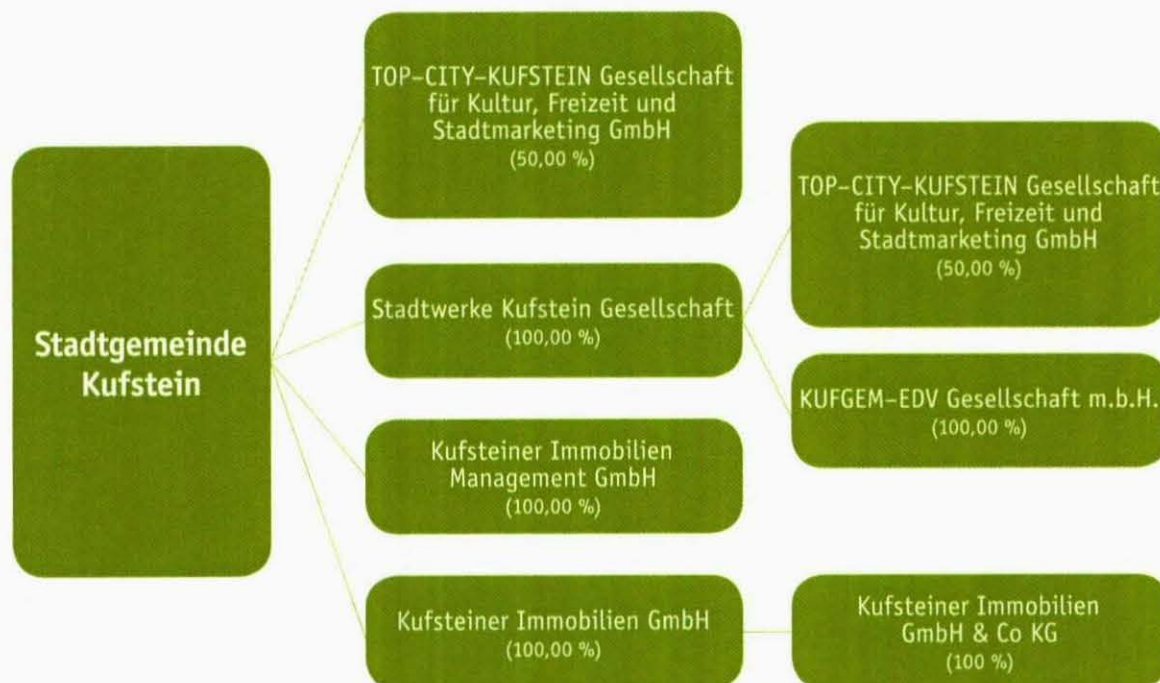 Stadtgemeinde
Kufstein
TOP–CITY–KUFSTEIN Gesellschaft
für Kultur, Freizeit und
Stadtmarketing GmbH
(50,00 %)
Stadtwerke Kufstein Gesellschaft
(100,00 %)
Kufsteiner Immobilien
Management GmbH
(100,00 %)
Kufsteiner Immobilien GmbH
(100,00 %)
TOP–CITY–KUFSTEIN Gesellschaft
für Kultur, Freizeit und
Stadtmarketing GmbH
(50,00 %)
KUFGEM–EDV Gesellschaft m.b.H.
(100,00 %)
Kufsteiner Immobilien
GmbH & Co KG
(100 %)